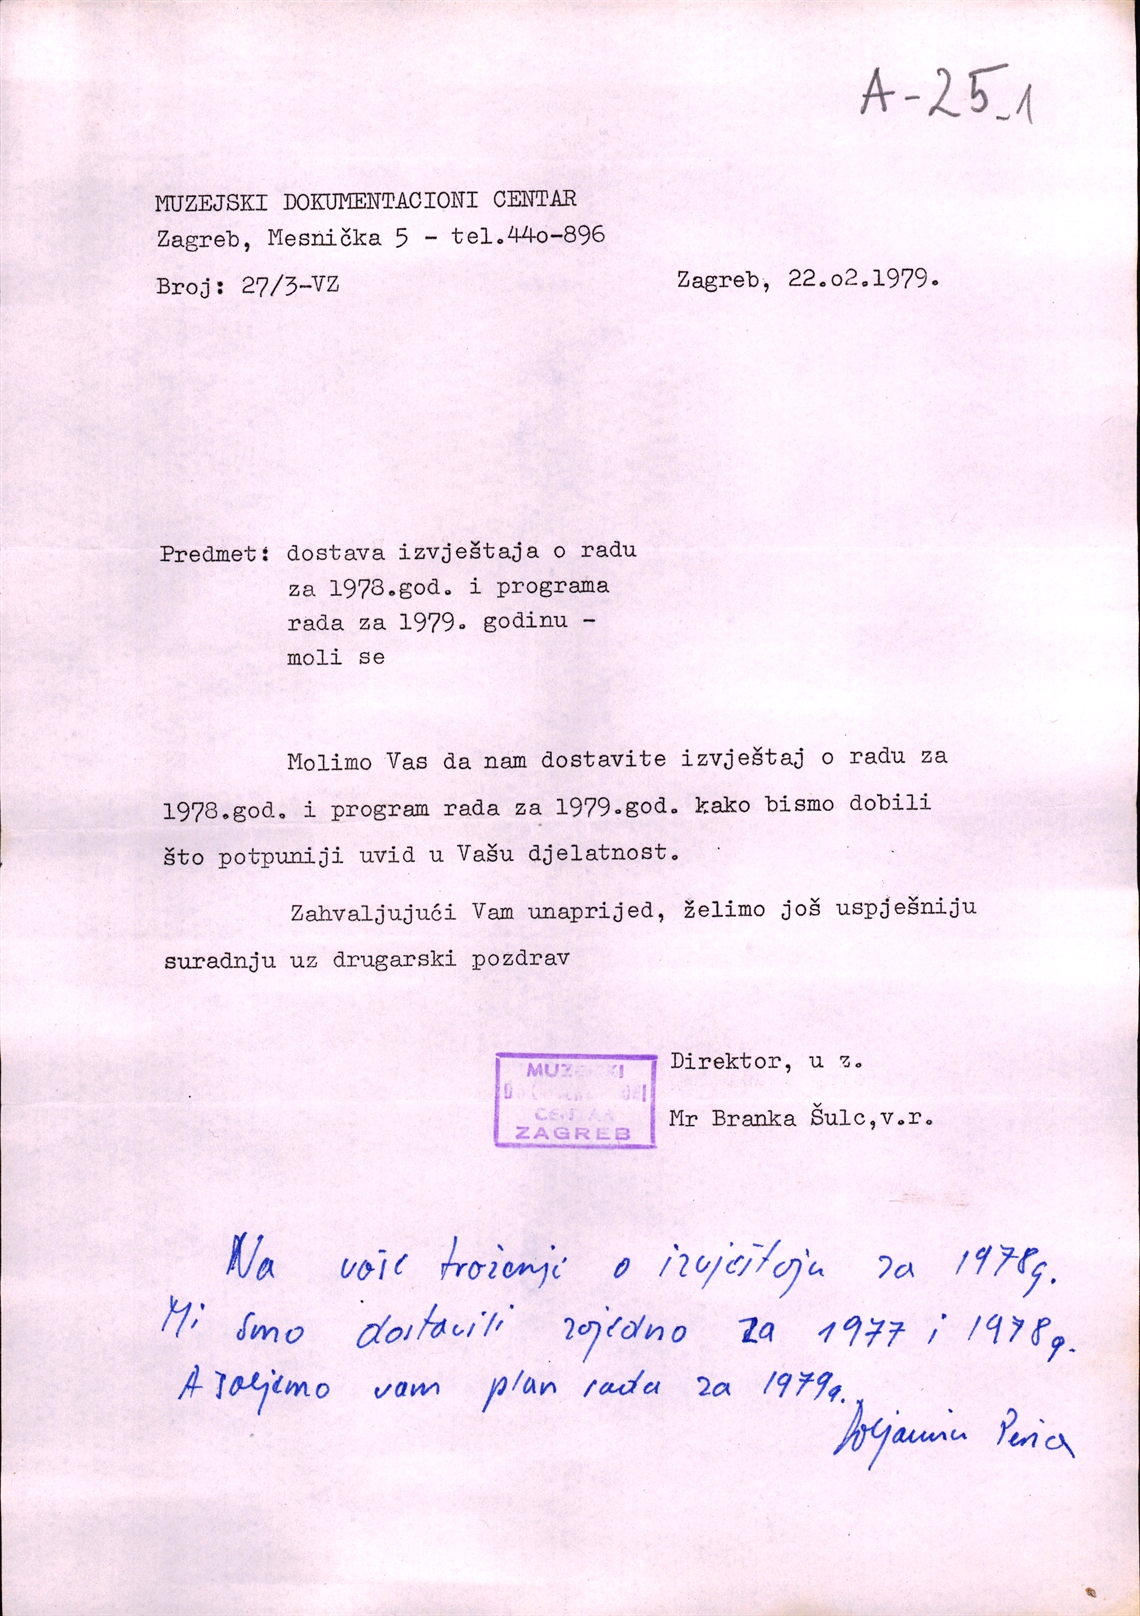 A-25-1
MUZEJSKI DOKUMENTACIONI CENTAR
Zagreb, Mesnička 5 - tel.44o-896
Broj: 27/3-VZ
Zagreb, 22.o2.1979.
Predmet: dostava izvještaja o radu
za 1978.god. i programa
rada za 1979. godinu -
moli se
Molimo Vas da nam dostavite izvještaj o radu za
1978.god. i program rada za 1979.god. kako bismo dobili
što potpuniji uvid u Vašu djelatnost.
Zahvaljujući Vam unaprijed, želimo još uspješniju
suradnju uz drugarski pozdrav
Direktor, u z.
Mr Branka Šulc,v.r.
MUZEJSKI
DOKUMENTACIONI
CENTAR
ZAGREB
Na vaše traženje o izvještaju za 1978g.
Mi smo dostavili zajedno za 1977 i 1978g.
A šaljemo vam plan rada za 1979g.
Perica